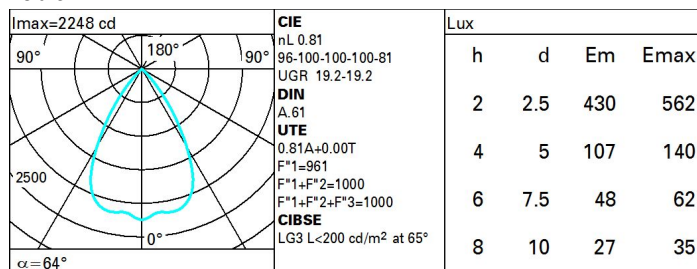 Imax=2248 cd
90°
180°
90°
2500
0°
α=64°
CIE
nL 0.81
96-100-100-100-81
UGR 19.2-19.2
DIN
A.61
UTE
0.81A+0.00T
F"1=961
F"1+F"2=1000
F"1+F"2+F"3=1000
CIBSE
LG3 L<200 cd/m² at 65°
Lux
h d Em Emax
2 2.5 430 562
4 5 107 140
6 7.5 48 62
8 10 27 35